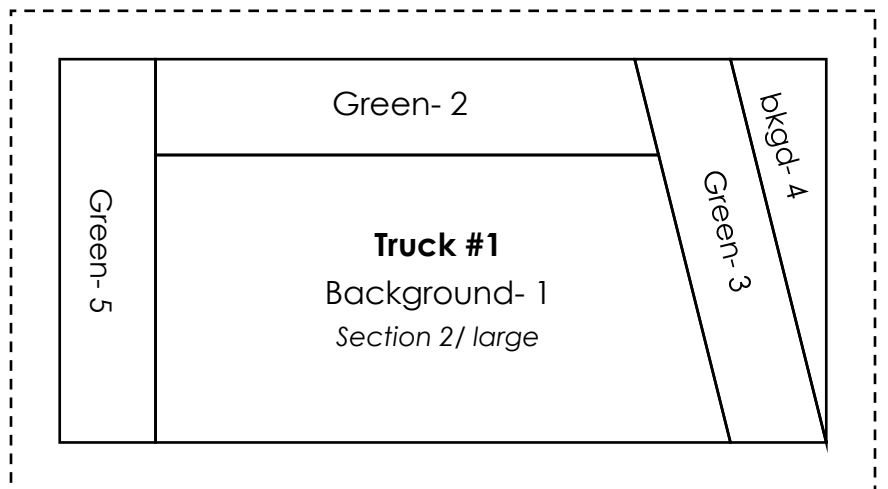 Green- 2
bkgd- 4
Green- 3
Green- 5
Truck #1
Background- 1
Section 2/ large